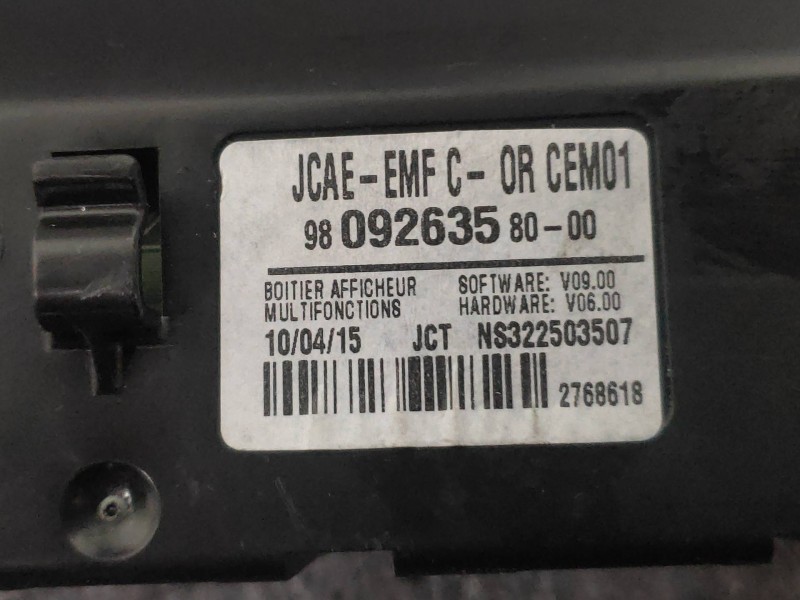 JCAE-EMF C- OR CEM01
98 092635 80-00
BOITIER AFFICHEUR SOFTWARE: V09.00
MULTIFONCTIONS HARDWARE: V06.00
10/04/15 JCT NS322503507
2768618